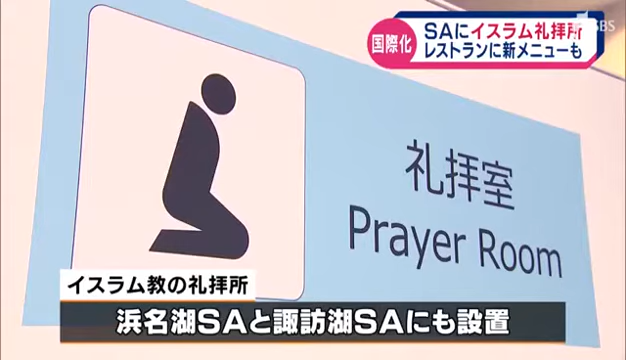 国際化
SAにイスラム礼拝所
レストランに新メニューも
SBS
礼拝室
Prayer Room
イスラム教の礼拝所
浜名湖SAと諏訪湖SAにも設置